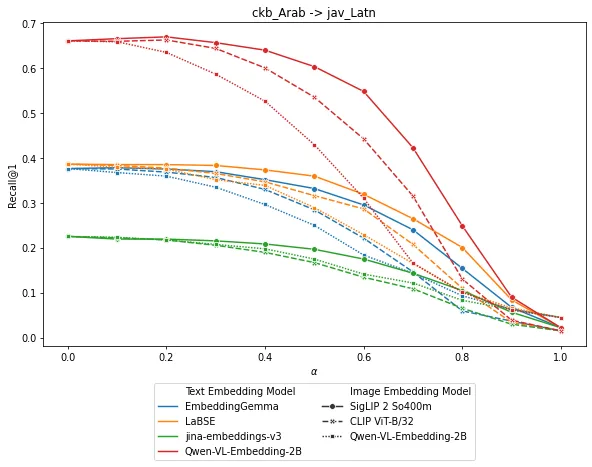 ckb_Arab -> jav_Latn
Recall@1
0.7
0.6
0.5
0.4
0.3
0.2
0.1
0.0
0.0 0.2 0.4 0.6 0.8 1.0
α
Text Embedding Model Image Embedding Model
EmbeddingGemma SigLIP 2 So400m
LaBSE CLIP ViT-B/32
jina-embeddings-v3 Qwen-VL-Embedding-2B
Qwen-VL-Embedding-2B